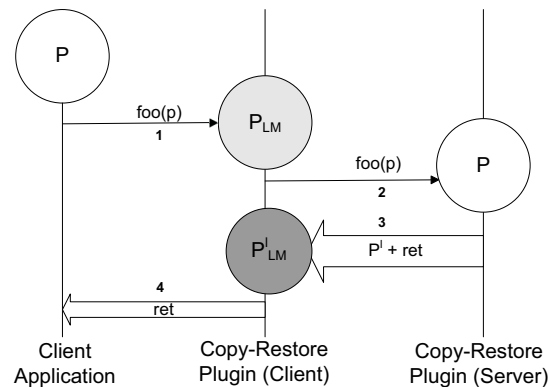 P
foo(p)
1
P_LM
foo(p)
2
P
3
P^I + ret
P^I_LM
4
ret
Client Application
Copy-Restore Plugin (Client)
Copy-Restore Plugin (Server)